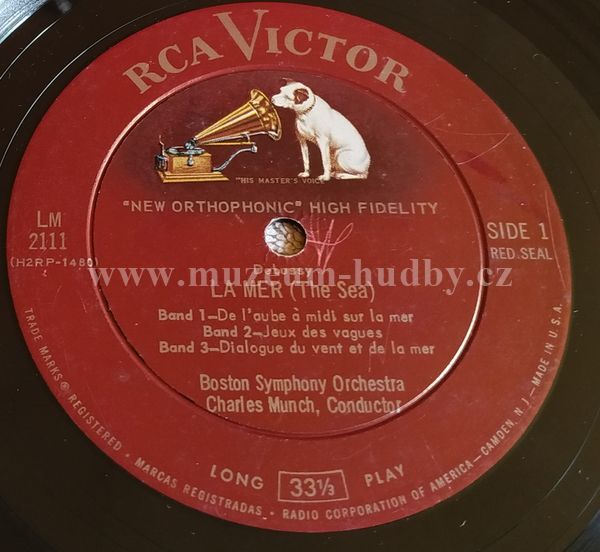 RCA VICTOR
"HIS MASTER'S VOICE"
"NEW ORTHOPHONIC" HIGH FIDELITY
LM
2111
(H2RP-1480)
SIDE 1
RED SEAL
Debussy
www.muzeum-hudby.cz
LA MER (The Sea)
Band 1—De l'aube à midi sur la mer
Band 2—Jeux des vagues
Band 3—Dialogue du vent et de la mer
Boston Symphony Orchestra
Charles Munch, Conductor
LONG 33⅓ PLAY
TRADE MARKS ® REGISTERED • MARCAS REGISTRADAS • RADIO CORPORATION OF AMERICA—CAMDEN, N. J.—MADE IN U.S.A.